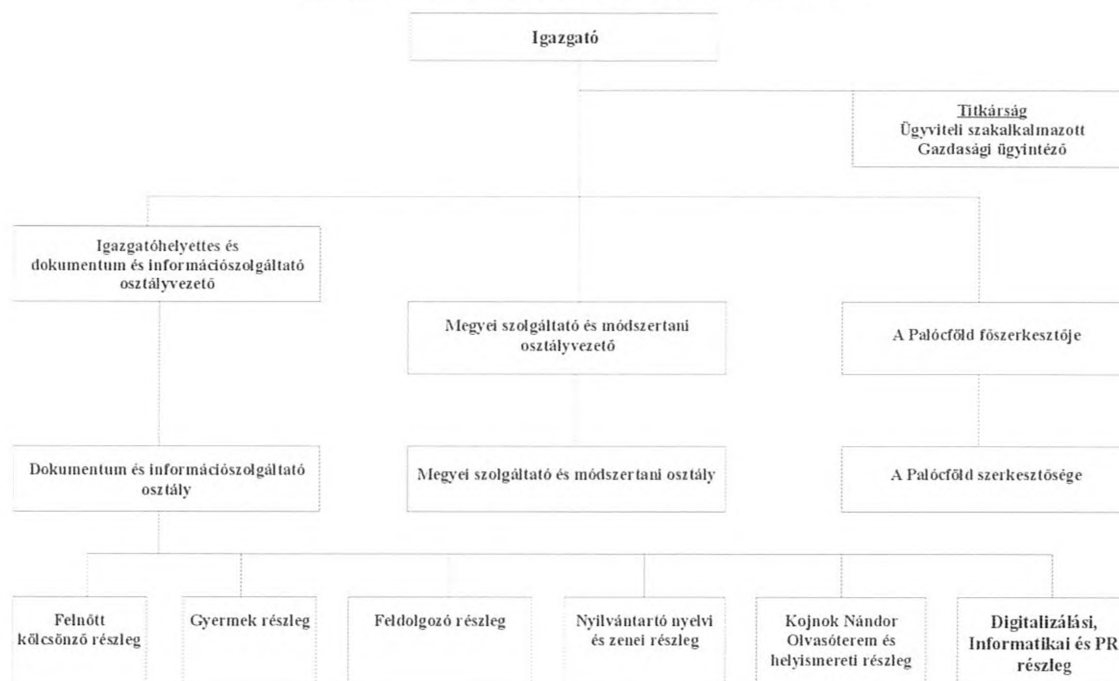 Igazgató
Titkárság
Ügyviteli szakalkalmazott
Gazdasági ügyintéző
Igazgatóhelyettes és
dokumentum és információszolgáltató
osztályvezető
Megyei szolgáltató és módszertani
osztályvezető
A Palócföld főszerkesztője
Dokumentum és információszolgáltató
osztály
Megyei szolgáltató és módszertani osztály
A Palócföld szerkesztősége
Felnőtt
kölcsönző részleg
Gyermek részleg
Feldolgozó részleg
Nyilvántartó nyelvi
és zenei részleg
Kojnok Nándor
Olvasóterem és
helyismereti részleg
Digitalizálási,
Informatikai és PR
részleg